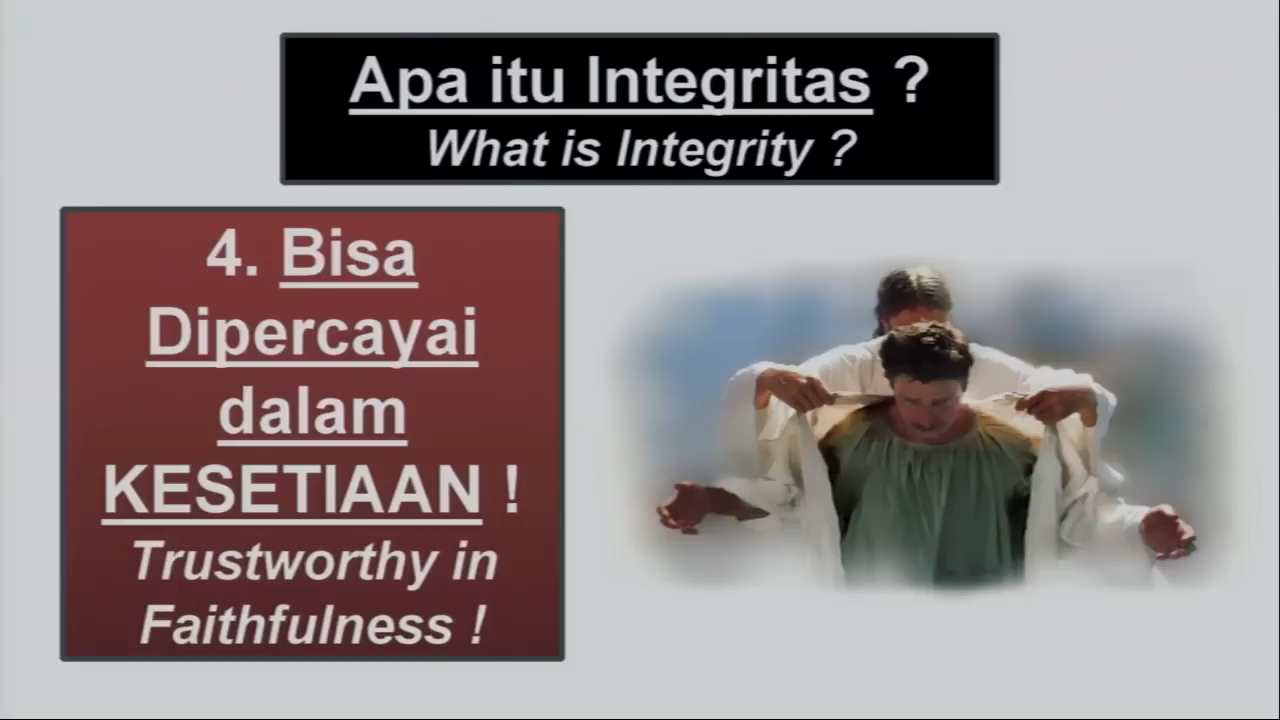 Apa itu Integritas ?
What is Integrity ?
4. Bisa
Dipercayai
dalam
KESETIAAN !
Trustworthy in
Faithfulness !